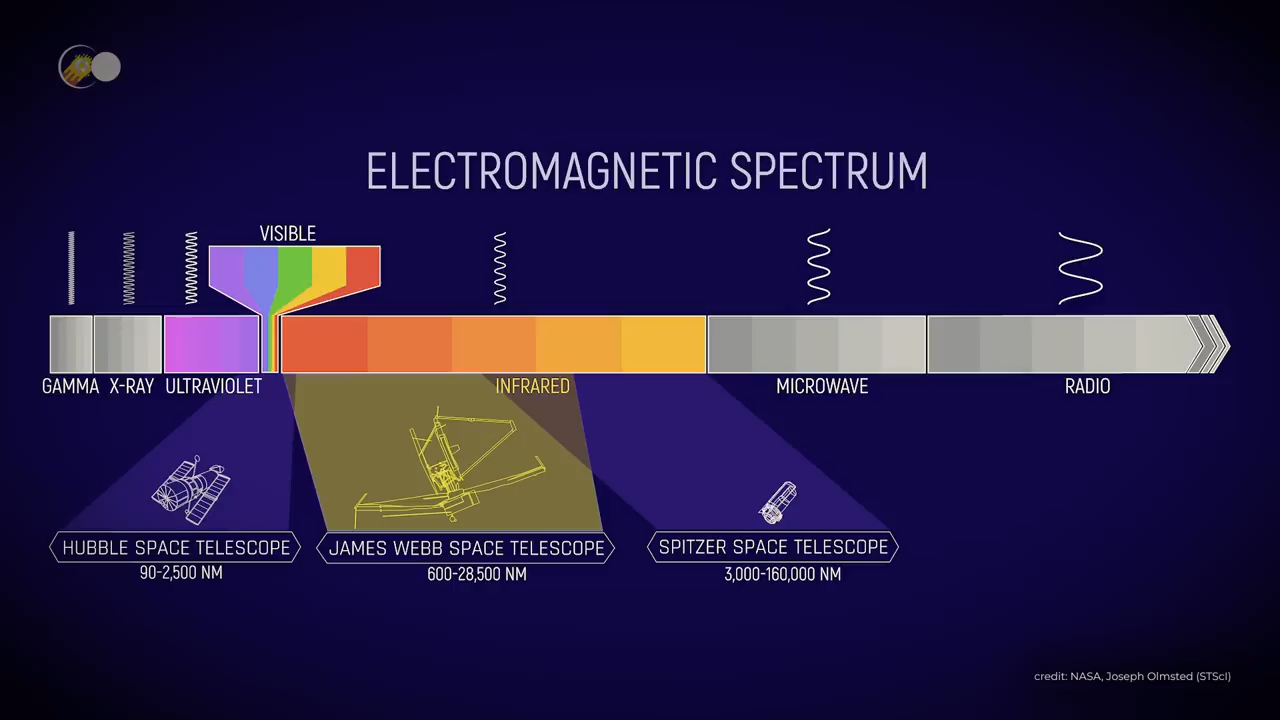 ELECTROMAGNETIC SPECTRUM
VISIBLE
GAMMA X-RAY ULTRAVIOLET INFRARED MICROWAVE RADIO
HUBBLE SPACE TELESCOPE
90-2,500 NM
JAMES WEBB SPACE TELESCOPE
600-28,500 NM
SPITZER SPACE TELESCOPE
3,000-160,000 NM
credit: NASA, Joseph Olmsted (STScI)